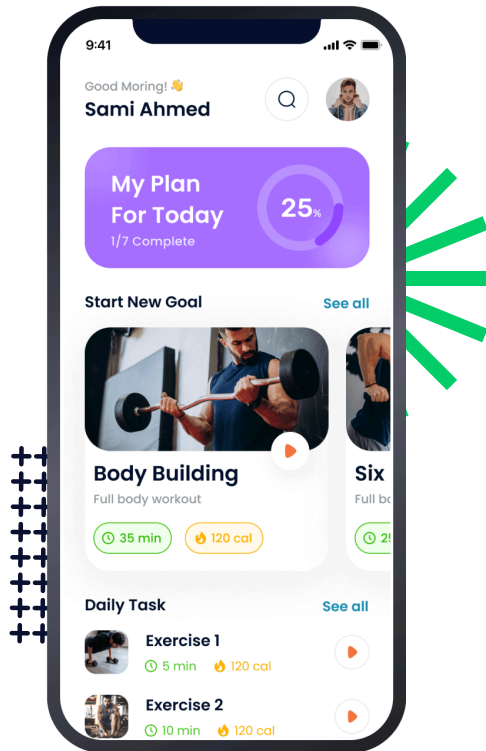 9:41
Good Moring! 👋
Sami Ahmed
My Plan
For Today
25%
1/7 Complete
Start New Goal
See all
Body Building
Full body workout
35 min
120 cal
Six
Full
Daily Task
See all
Exercise 1
5 min
120 cal
Exercise 2
10 min
120 cal